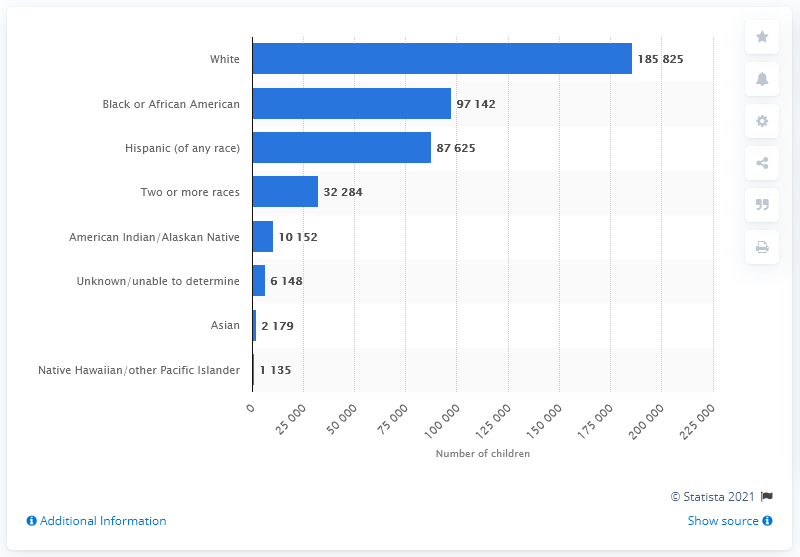 White 185 825
Black or African American 97 142
Hispanic (of any race) 87 625
Two or more races 32 284
American Indian/Alaskan Native 10 152
Unknown/unable to determine 6 148
Asian 2 179
Native Hawaiian/other Pacific Islander 1 135
0 25 000 50 000 75 000 100 000 125 000 150 000 175 000 200 000 225 000
Number of children
© Statista 2021
Additional Information
Show source